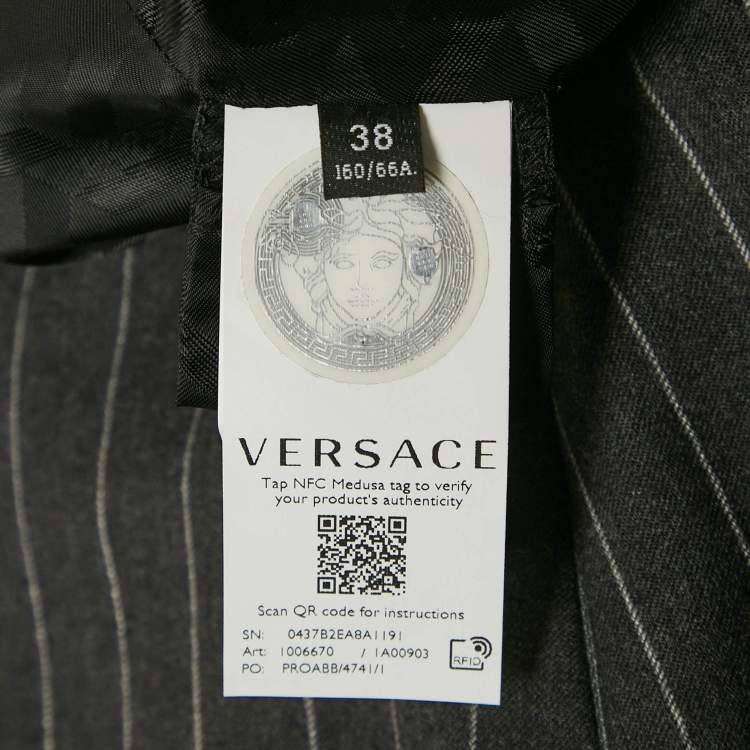 38
160/66A.
VERSACE
Tap NFC Medusa tag to verify
your product's authenticity
Scan QR code for instructions
SN: 0437B2EA8A1191
Art: 1006670 / 1A00903
PO: PROABB/4741/1
RFID